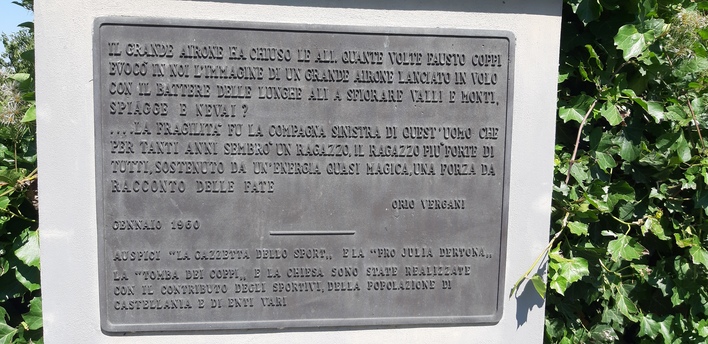 IL GRANDE AIRONE HA CHIUSO LE ALI. QUANTE VOLTE FAUSTO COPPI
EVOCÒ IN NOI L'IMMAGINE DI UN GRANDE AIRONE LANCIATO IN VOLO
CON IL BATTERE DELLE LUNGHE ALI A SFIORARE VALLI E MONTI,
SPIAGGE E NEVAI?
...LA FRAGILITÀ FU LA COMPAGNA SINISTRA DI QUEST'UOMO CHE
PER TANTI ANNI SEMBRÒ UN RAGAZZO, IL RAGAZZO PIÙ FORTE DI
TUTTI, SOSTENUTO DA UN'ENERGIA QUASI MAGICA, UNA FORZA DA
RACCONTO DELLE FATE
ORIO VERGANI
GENNAIO 1960
AUSPICI "LA GAZZETTA DELLO SPORT,, E LA "PRO JULIA DERTONA,,
LA "TOMBA DEI COPPI,, E LA CHIESA SONO STATE REALIZZATE
CON IL CONTRIBUTO DEGLI SPORTIVI, DELLA POPOLAZIONE DI
CASTELLANIA E DI ENTI VARI